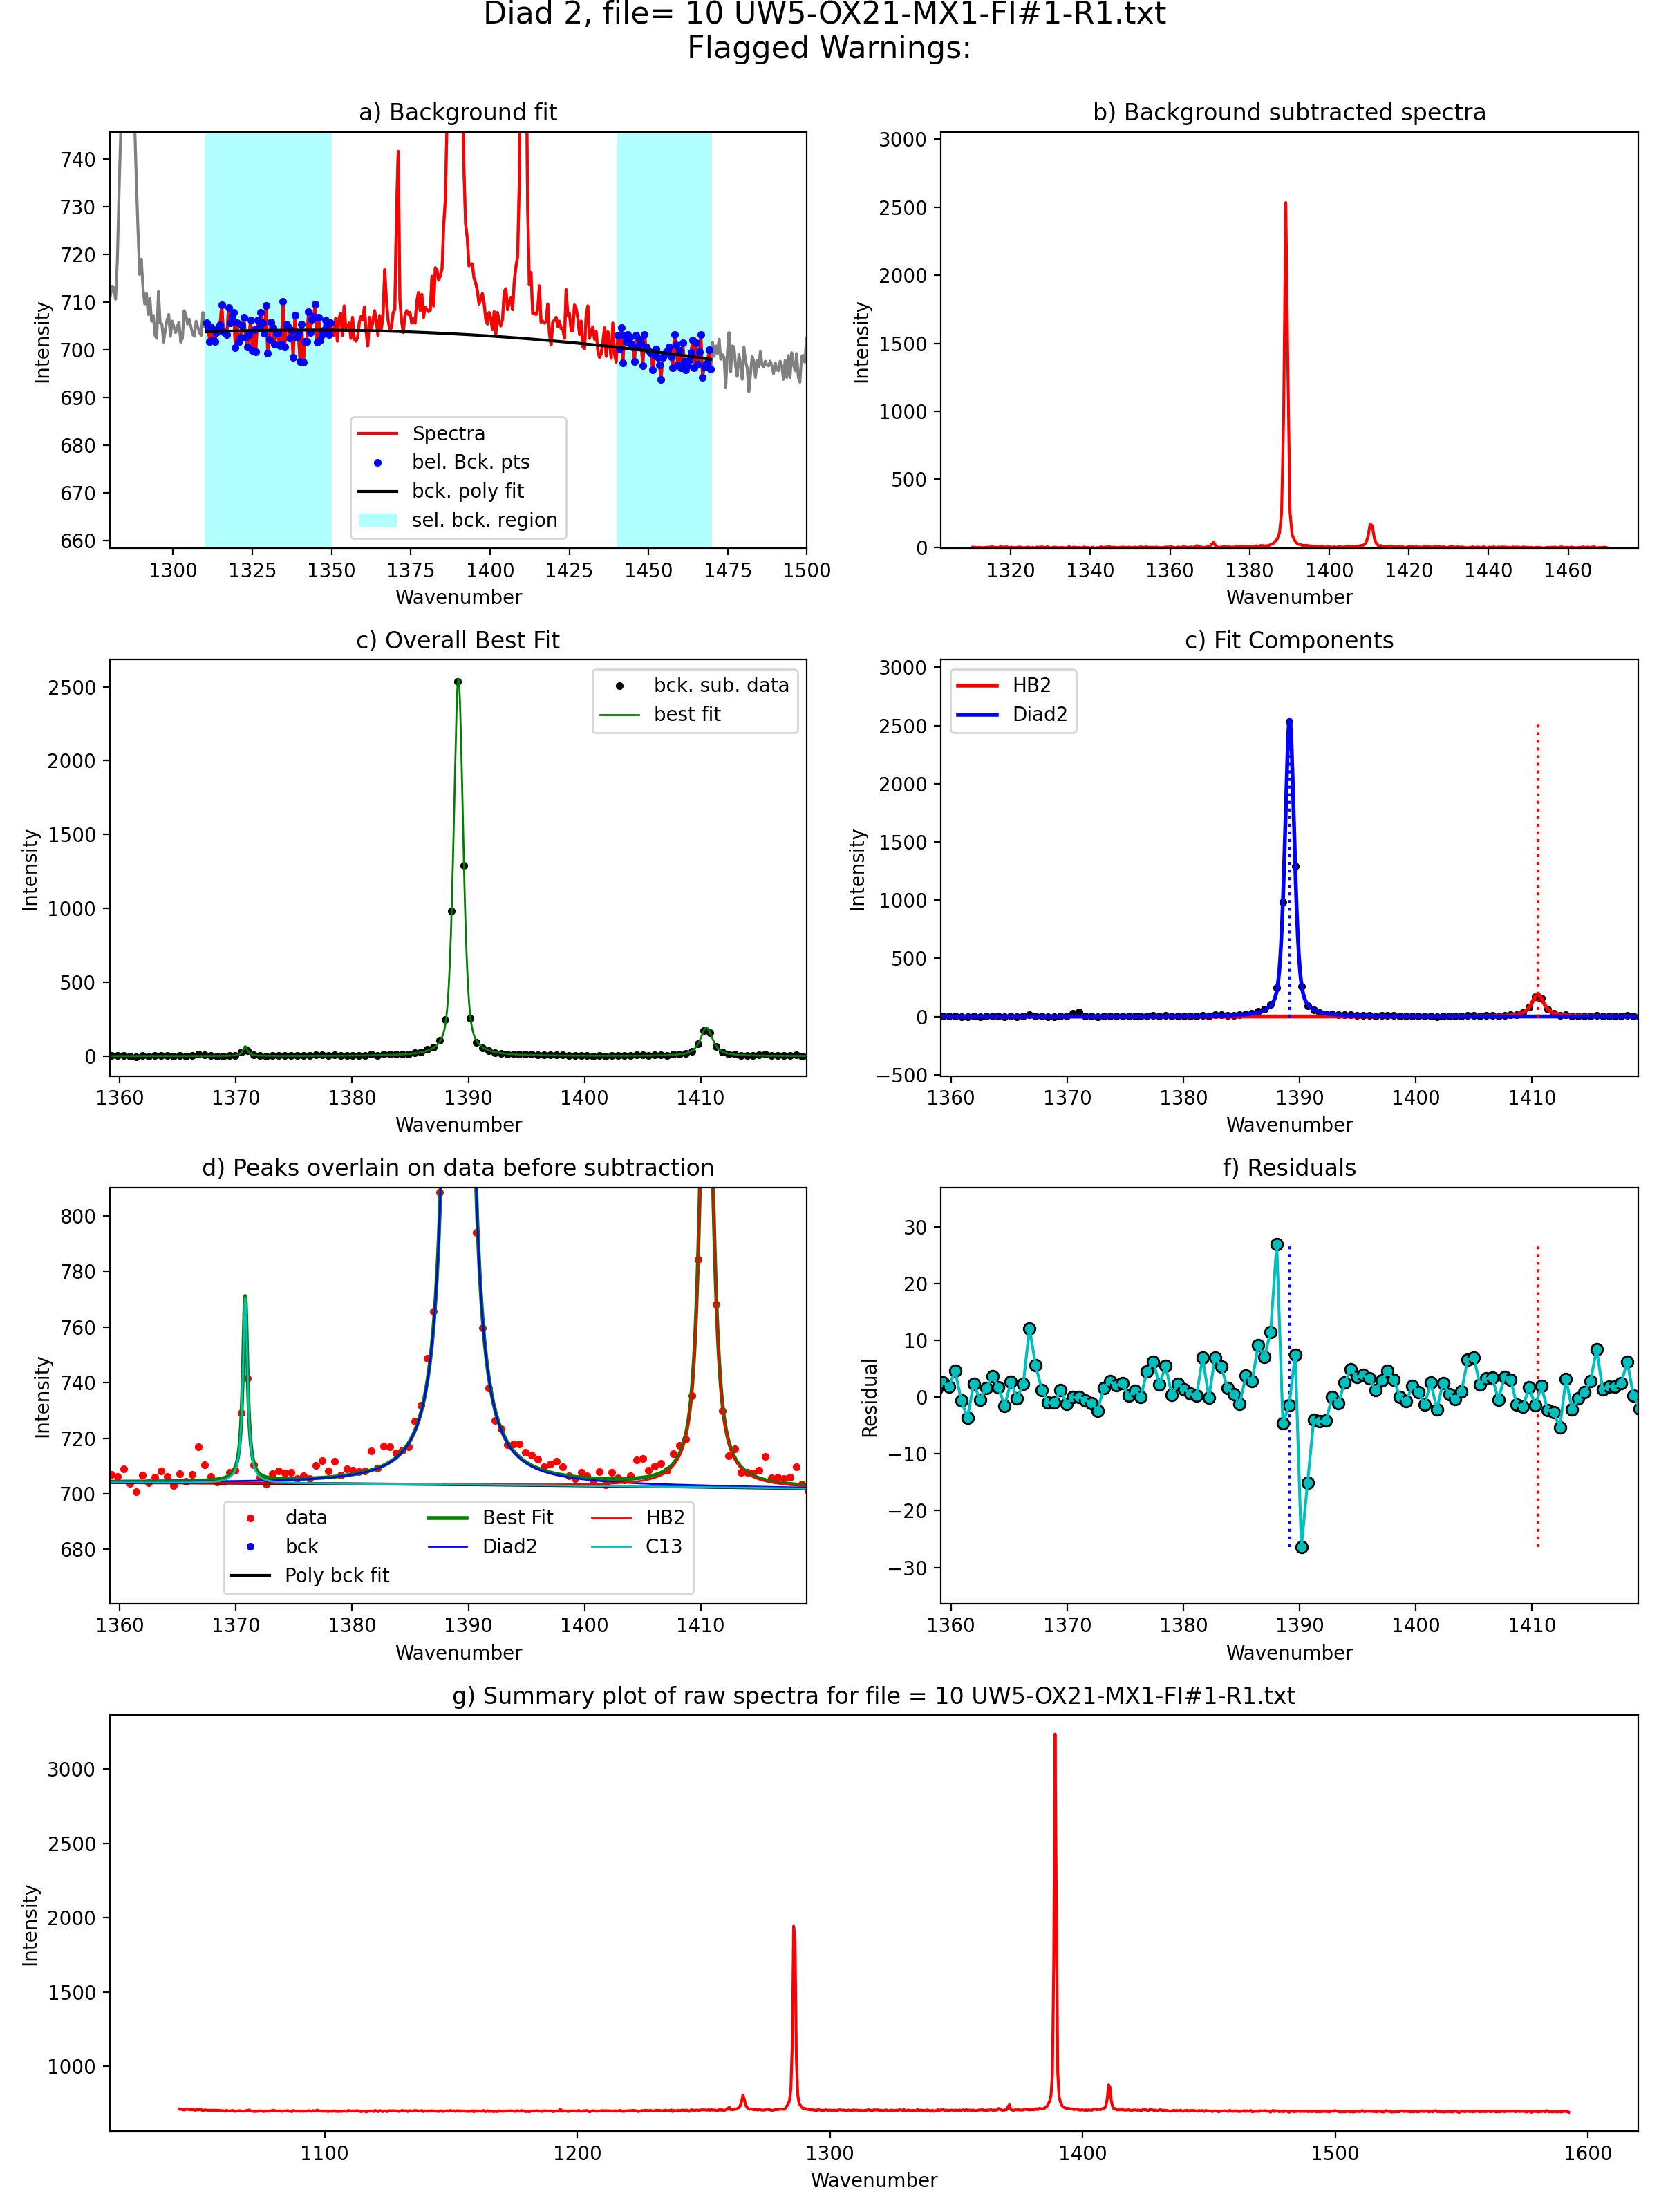 Diad 2, file= 10 UW5-OX21-MX1-FI#1-R1.txt
Flagged Warnings:
a) Background fit
740
730
720
710
700
690
680
670
660
Intensity
Spectra
bel. Bck. pts
bck. poly fit
sel. bck. region
1300 1325 1350 1375 1400 1425 1450 1475 1500
Wavenumber
b) Background subtracted spectra
3000
2500
2000
1500
1000
500
0
Intensity
1320 1340 1360 1380 1400 1420 1440 1460
Wavenumber
c) Overall Best Fit
2500
2000
1500
1000
500
0
Intensity
bck. sub. data
best fit
1360 1370 1380 1390 1400 1410
Wavenumber
c) Fit Components
3000
2500
2000
1500
1000
500
0
−500
Intensity
HB2
Diad2
1360 1370 1380 1390 1400 1410
Wavenumber
d) Peaks overlain on data before subtraction
800
780
760
740
720
700
680
Intensity
data
bck
Poly bck fit
Best Fit
Diad2
HB2
C13
1360 1370 1380 1390 1400 1410
Wavenumber
f) Residuals
30
20
10
0
−10
−20
−30
Residual
1360 1370 1380 1390 1400 1410
Wavenumber
g) Summary plot of raw spectra for file = 10 UW5-OX21-MX1-FI#1-R1.txt
3000
2500
2000
1500
1000
Intensity
1100 1200 1300 1400 1500 1600
Wavenumber